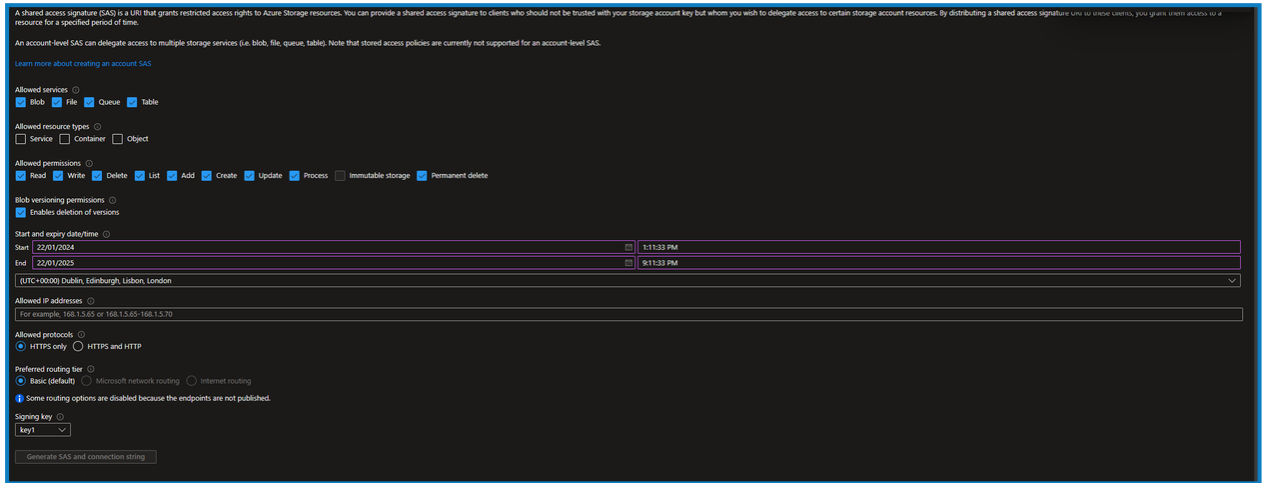 A shared access signature (SAS) is a URI that grants restricted access rights to Azure Storage resources. You can provide a shared access signature to clients who should not be trusted with your storage account key but whom you wish to delegate access to certain storage account resources. By distributing a shared access signature URI to these clients, you grant them access to a
resource for a specified period of time.
An account-level SAS can delegate access to multiple storage services (i.e. blob, file, queue, table). Note that stored access policies are currently not supported for an account-level SAS.
Learn more about creating an account SAS
Allowed services
Blob File Queue Table
Allowed resource types
Service Container Object
Allowed permissions
Read Write Delete List Add Create Update Process Immutable storage Permanent delete
Blob versioning permissions
Enables deletion of versions
Start and expiry date/time
Start 22/01/2024 1:11:33 PM
End 22/01/2025 9:11:33 PM
(UTC+00:00) Dublin, Edinburgh, Lisbon, London
Allowed IP addresses
For example, 168.1.5.65 or 168.1.5.65-168.1.5.70
Allowed protocols
HTTPS only HTTPS and HTTP
Preferred routing tier
Basic (default) Microsoft network routing Internet routing
Some routing options are disabled because the endpoints are not published.
Signing key
key1
Generate SAS and connection string